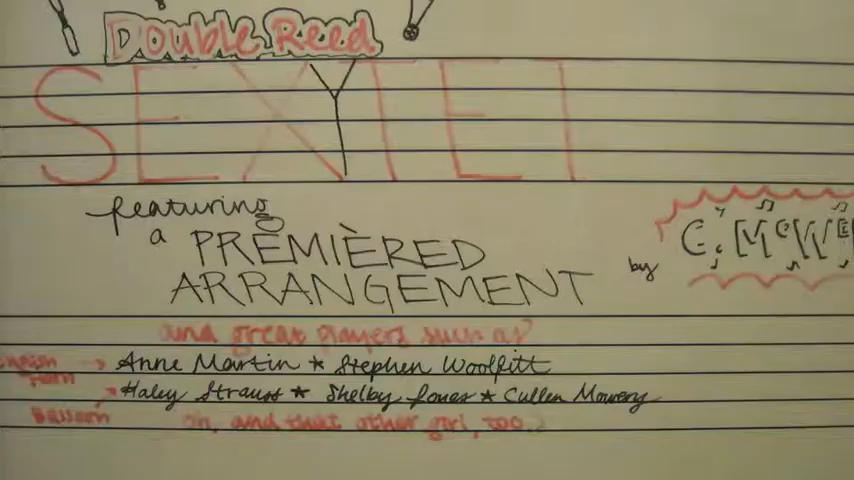 Double Reed
SEXYTET
featuring
a PREMIÈRED
ARRANGEMENT
by C. McW
and great players such as?
English Horn → Anne Martin ★ Stephen Woolfitt
→ Haley Strauss ★ Shelby Jones ★ Cullen Mowery
Bassoon oh, and that other girl, too.